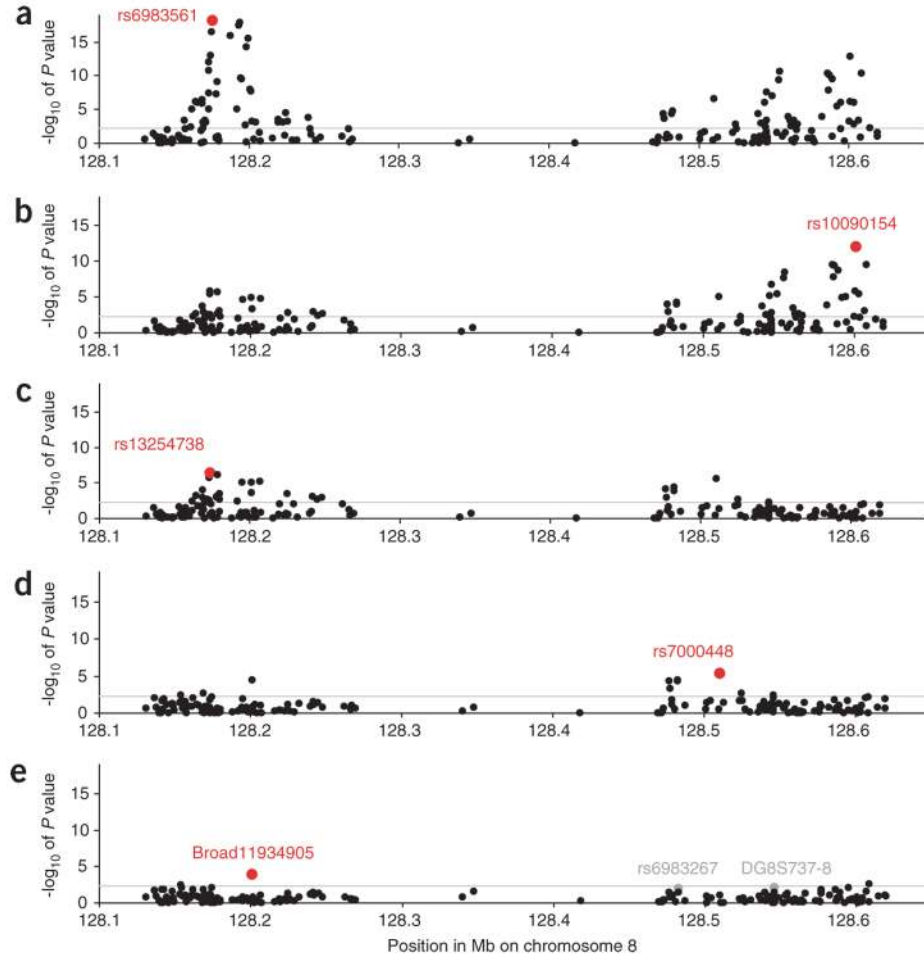 a
rs6983561
-log10 of P value
15
10
5
0
128.1 128.2 128.3 128.4 128.5 128.6
b
rs10090154
-log10 of P value
15
10
5
0
128.1 128.2 128.3 128.4 128.5 128.6
c
rs13254738
-log10 of P value
15
10
5
0
128.1 128.2 128.3 128.4 128.5 128.6
d
rs7000448
-log10 of P value
15
10
5
0
128.1 128.2 128.3 128.4 128.5 128.6
e
Broad11934905
rs6983267 DG8S737-8
-log10 of P value
15
10
5
0
128.1 128.2 128.3 128.4 128.5 128.6
Position in Mb on chromosome 8